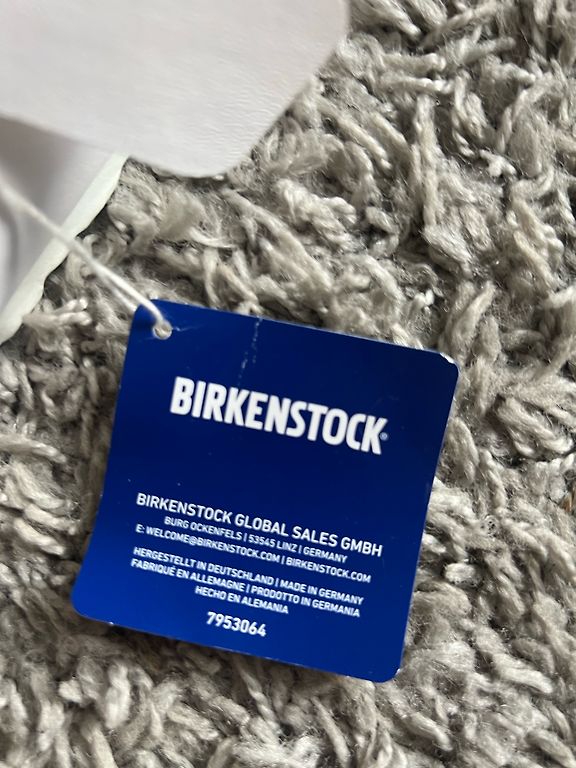 BIRKENSTOCK®
BIRKENSTOCK GLOBAL SALES GMBH
BURG OCKENFELS | 53545 LINZ | GERMANY
E: WELCOME@BIRKENSTOCK.COM | BIRKENSTOCK.COM
HERGESTELLT IN DEUTSCHLAND | MADE IN GERMANY
FABRIQUÉ EN ALLEMAGNE | PRODOTTO IN GERMANIA
HECHO EN ALEMANIA
7953064